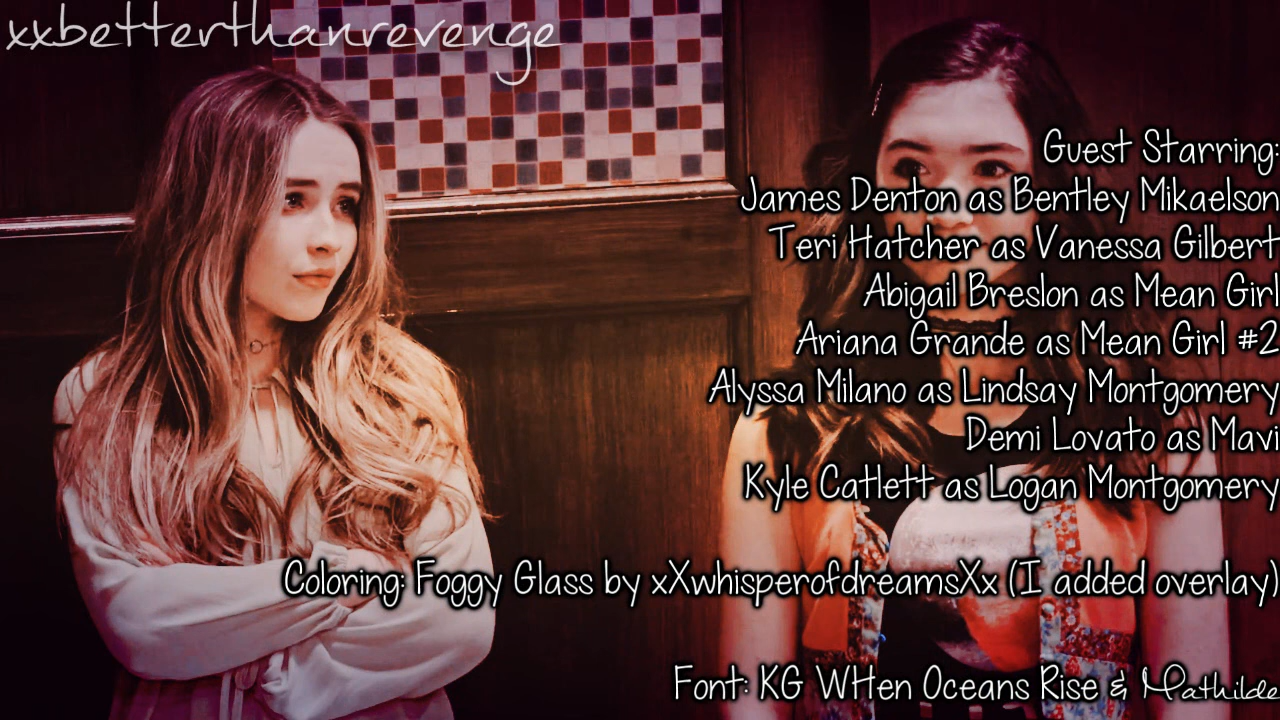 xxbetterthanrevenge
Guest Starring:
James Denton as Bentley Mikaelson
Teri Hatcher as Vanessa Gilbert
Abigail Breslon as Mean Girl
Ariana Grande as Mean Girl #2
Alyssa Milano as Lindsay Montgomery
Demi Lovato as Mavi
Kyle Catlett as Logan Montgomery
Coloring: Foggy Glass by xXwhisperofdreamsXx (I added overlay)
Font: KG WHen Oceans Rise & Mathilde